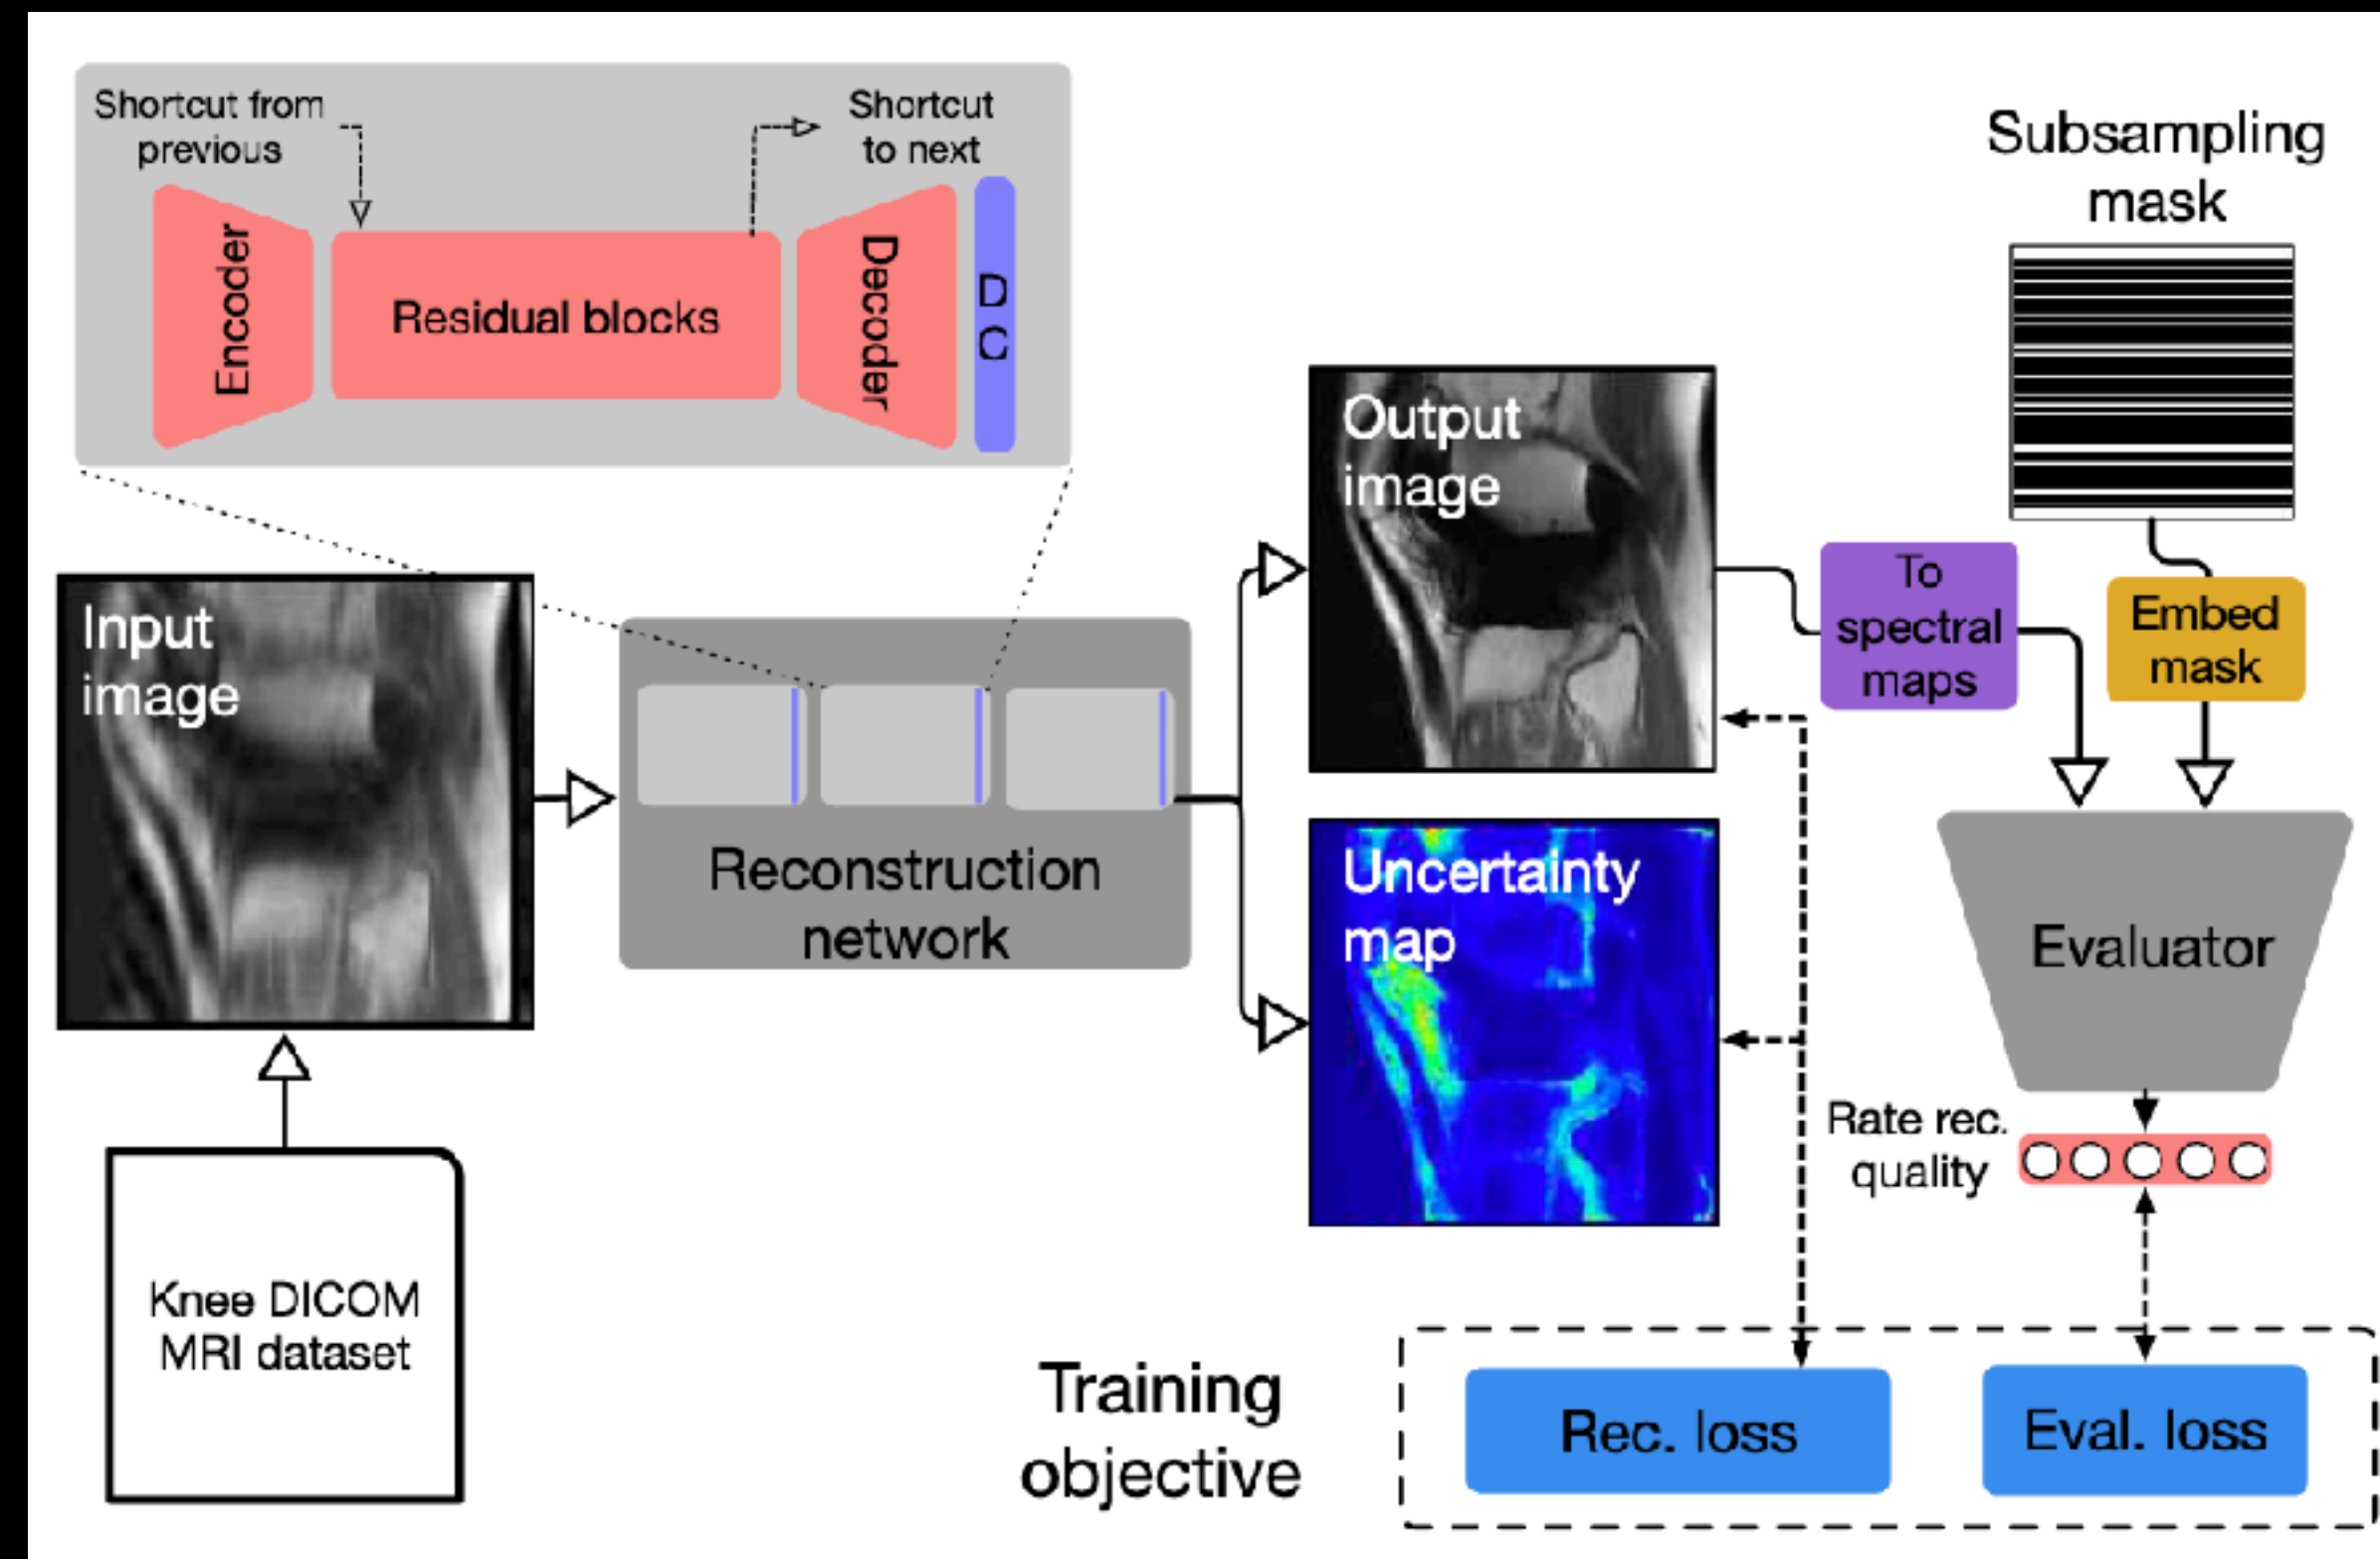 Shortcut from
previous
Shortcut
to next
Encoder
Residual blocks
Decoder
D
C
Subsampling
mask
Input
image
Reconstruction
network
Output
image
Uncertainty
map
To
spectral
maps
Embed
mask
Evaluator
Rate rec.
quality
Knee DICOM
MRI dataset
Training
objective
Rec. loss
Eval. loss